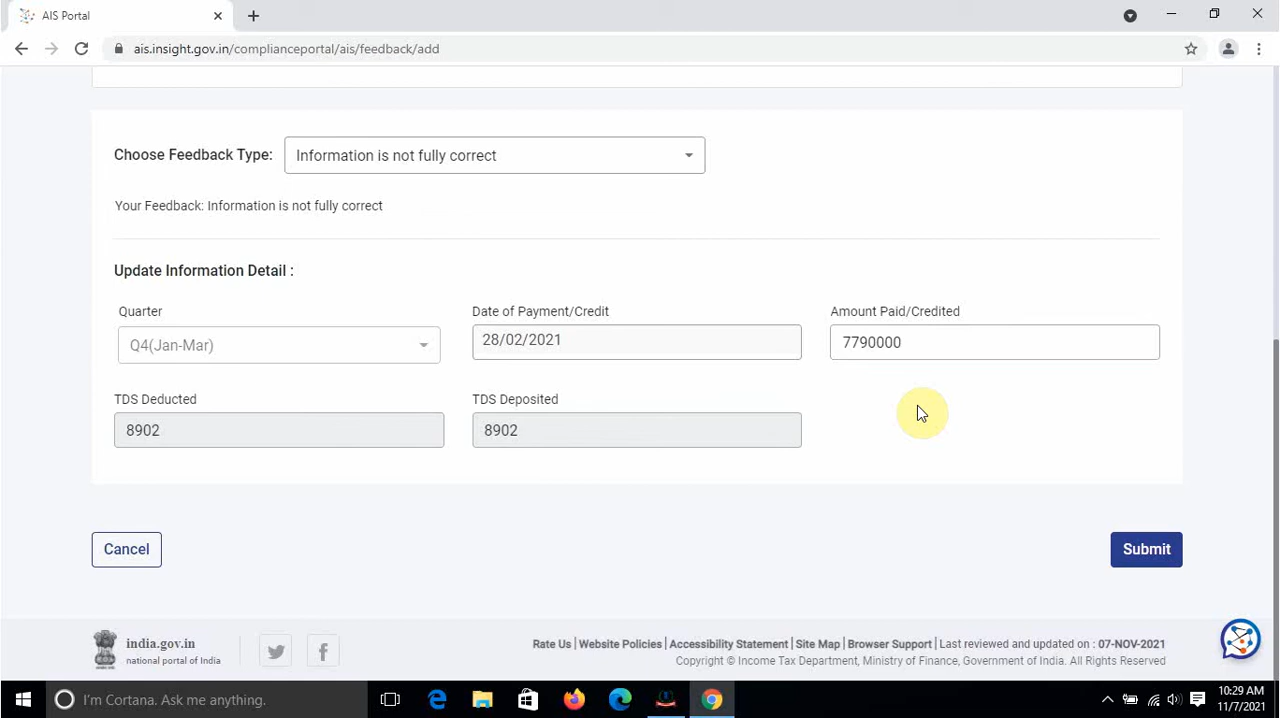 AIS Portal
ais.insight.gov.in/complianceportal/ais/feedback/add
Choose Feedback Type: Information is not fully correct
Your Feedback: Information is not fully correct
Update Information Detail :
Quarter Date of Payment/Credit Amount Paid/Credited
Q4(Jan-Mar) 28/02/2021 7790000
TDS Deducted TDS Deposited
8902 8902
Cancel Submit
india.gov.in
national portal of India
Rate Us | Website Policies | Accessibility Statement | Site Map | Browser Support | Last reviewed and updated on : 07-NOV-2021
Copyright © Income Tax Department, Ministry of Finance, Government of India. All Rights Reserved
I'm Cortana. Ask me anything.
10:29 AM
11/7/2021